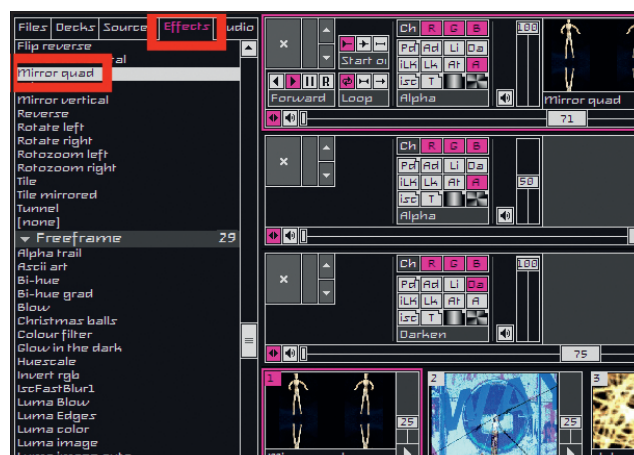 Files Decks Source Effects udio
Flip reverse
al
Mirror quad
Mirror vertical
Reverse
Rotate left
Rotate right
Rotozoom left
Rotozoom right
Tile
Tile mirrored
Tunnel
[none]
Freeframe 29
Alpha trail
Ascii art
Bi-hue
Bi-hue grad
Blow
Christmas balls
Colour filter
Glow in the dark
Huescale
Invert rgb
IscFastBlur1
Luma Blow
Luma Edges
Luma color
Luma image
Start
R
Forward Loop
Ch R G B
Pd Ad Li Da
iLk Lk At A
isc T
Alpha
100
Mirror quad
71
Ch R G B
Pd Ad Li Da
iLk Lk At A
isc T
Alpha
50
Ch R G B
Pd Ad Li Da
iLk Lk At A
isc T
Darken
100
75
1
25
2
25
3